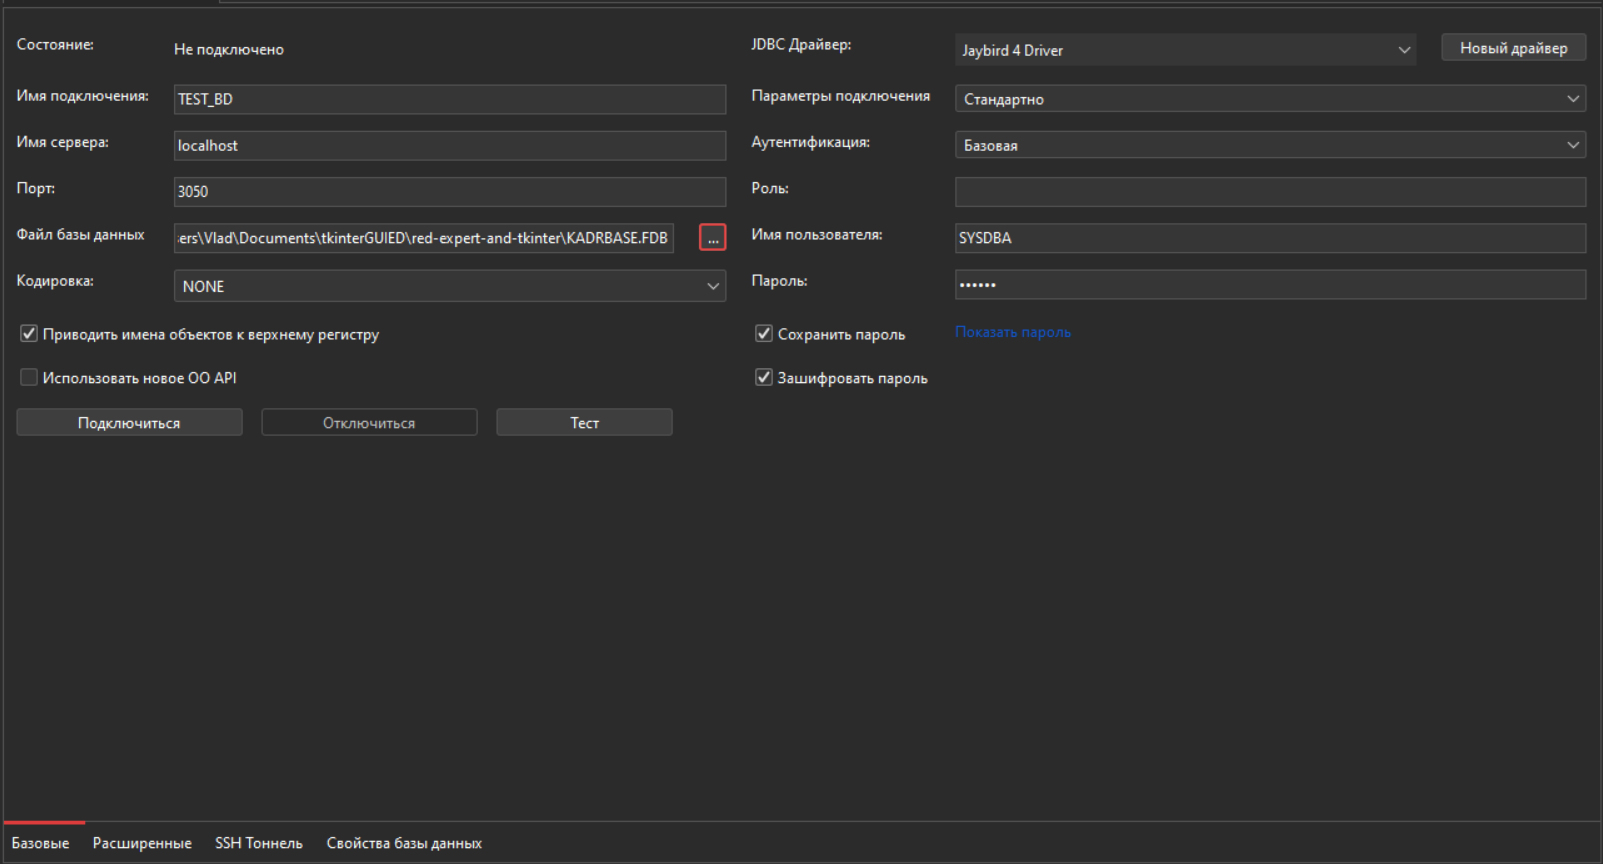 Состояние: Не подключено JDBC Драйвер: Jaybird 4 Driver Новый драйвер
Имя подключения: TEST_BD Параметры подключения Стандартно
Имя сервера: localhost Аутентификация: Базовая
Порт: 3050 Роль:
Файл базы данных ers\Vlad\Documents\tkinterGUIED\red-expert-and-tkinter\KADRBASE.FDB ... Имя пользователя: SYSDBA
Кодировка: NONE Пароль: ••••••
Приводить имена объектов к верхнему регистру Сохранить пароль Показать пароль
Использовать новое OO API Зашифровать пароль
Подключиться Отключиться Тест
Базовые Расширенные SSH Тоннель Свойства базы данных